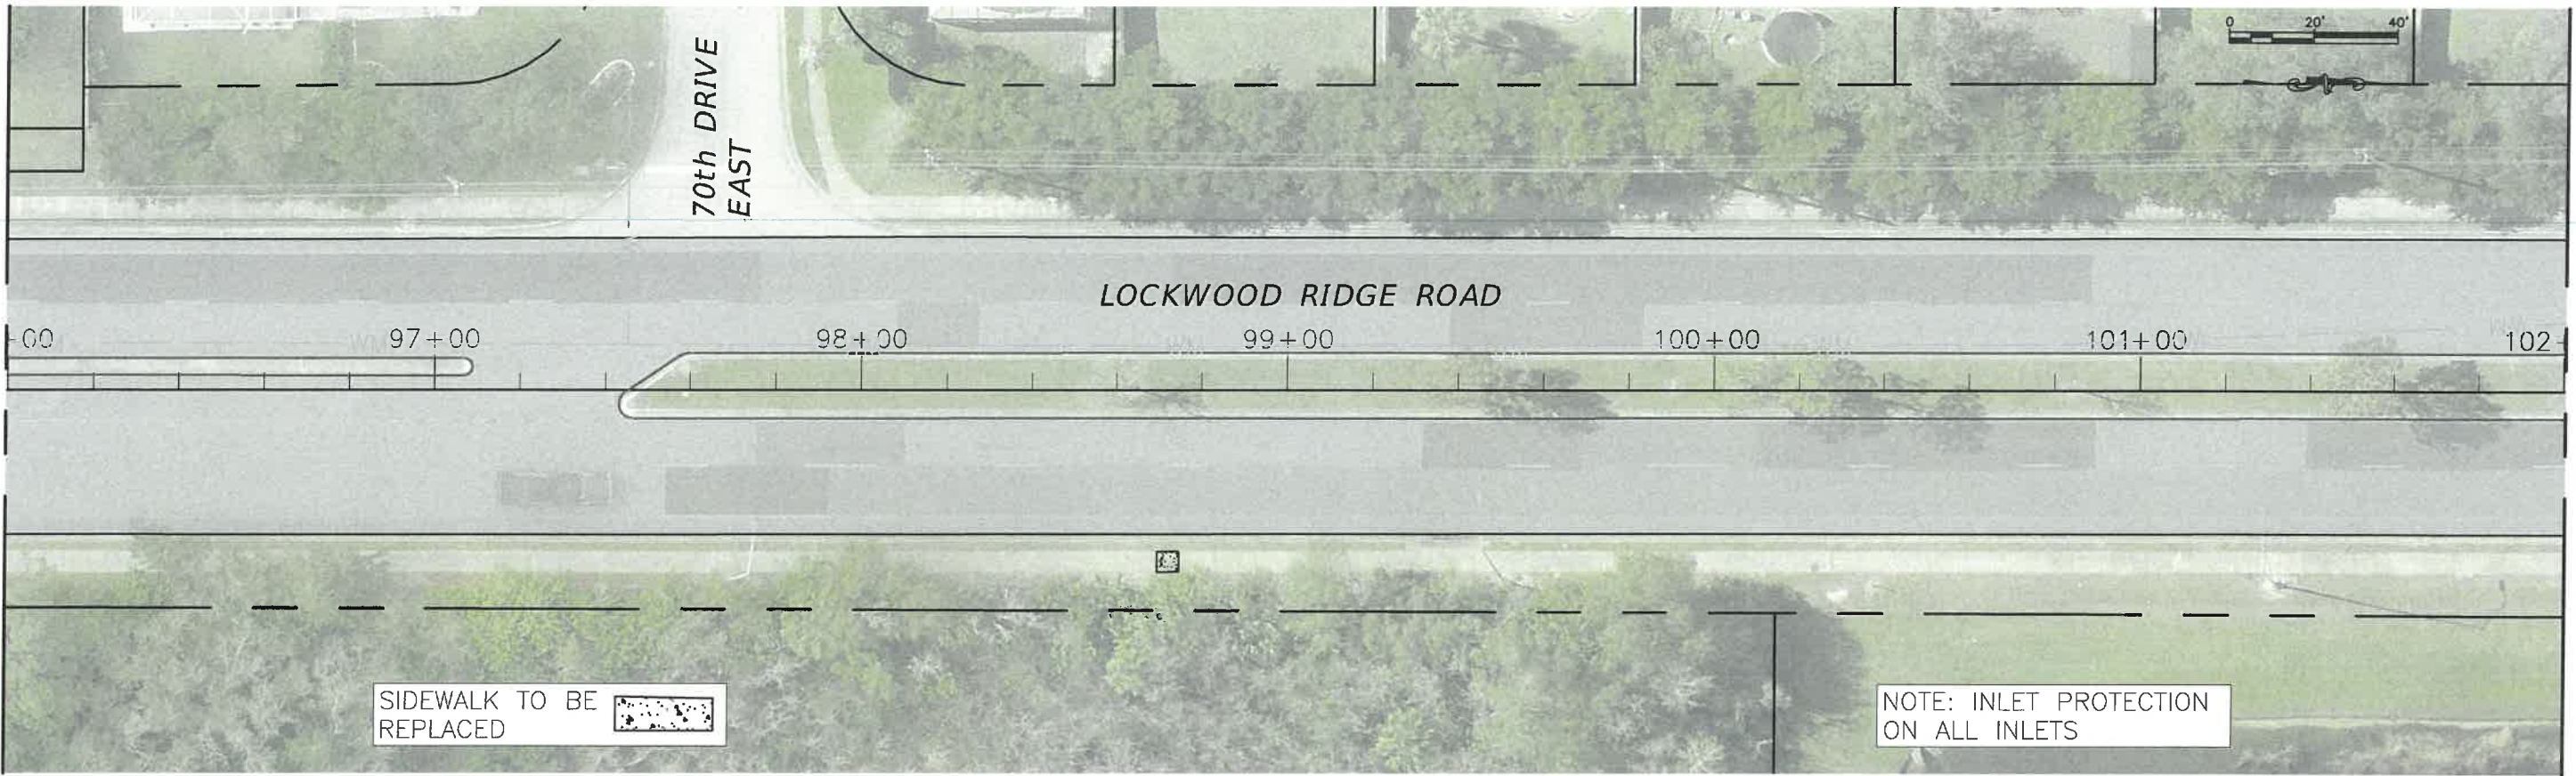 0 20' 40'
70th DRIVE
EAST
LOCKWOOD RIDGE ROAD
+00 97+00 98+00 99+00 100+00 101+00 102
SIDEWALK TO BE
REPLACED
NOTE: INLET PROTECTION
ON ALL INLETS